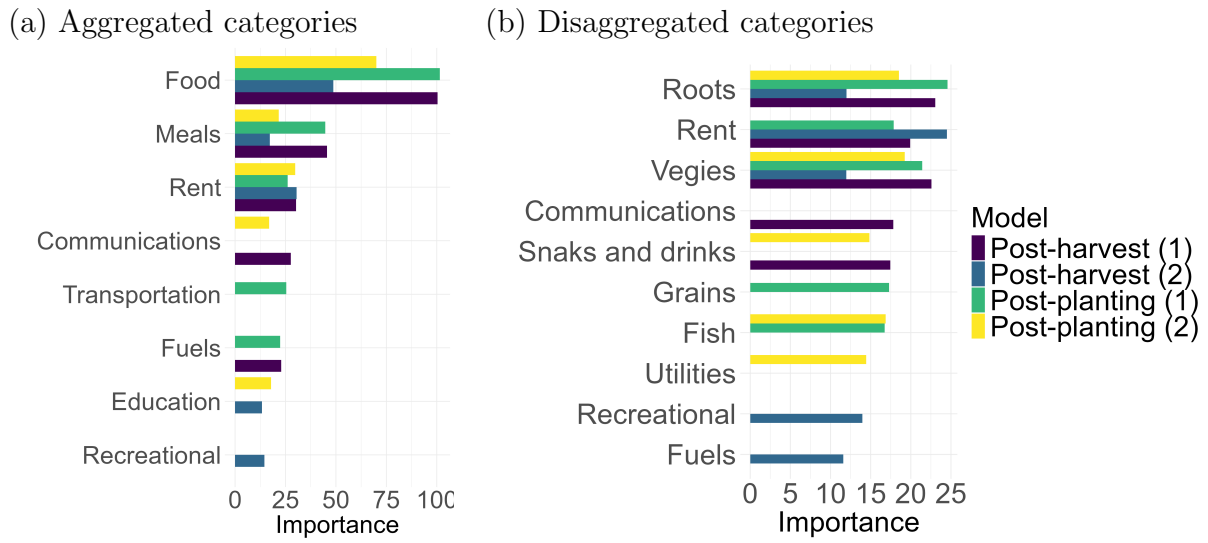 (a) Aggregated categories
Food
Meals
Rent
Communications
Transportation
Fuels
Education
Recreational
0 25 50 75 100
Importance
(b) Disaggregated categories
Roots
Rent
Vegies
Communications
Snaks and drinks
Grains
Fish
Utilities
Recreational
Fuels
0 5 10 15 20 25
Importance
Model
Post-harvest (1)
Post-harvest (2)
Post-planting (1)
Post-planting (2)